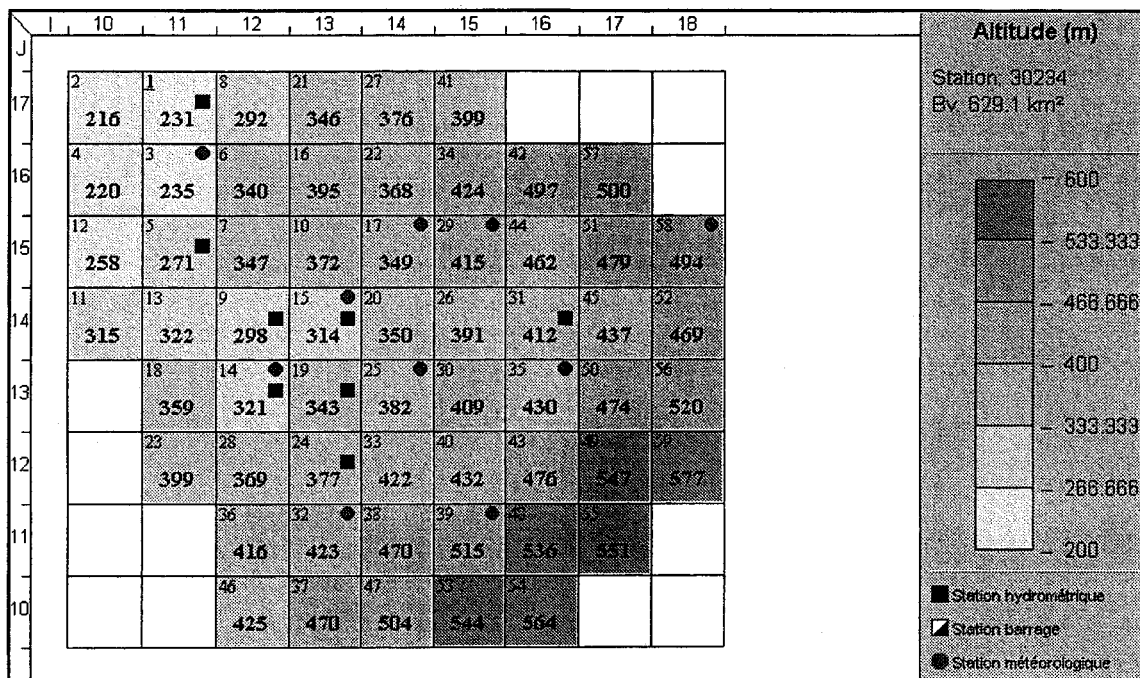 I 10 11 12 13 14 15 16 17 18
J
17
2 1 8 21 27 41
216 231 292 346 376 399
16
4 3 6 16 22 34 42 57
220 235 340 395 368 424 497 500
15
12 5 7 10 17 29 44 51 58
258 271 347 372 349 415 462 479 494
14
11 13 9 15 20 26 31 45 52
315 322 298 314 350 391 412 437 469
13
18 14 19 25 30 35 50 56
359 321 343 382 409 430 474 520
12
23 28 24 33 40 43
399 369 377 422 432 476 547 577
11
36 32 38 39 48 55
416 423 470 515 536 551
10
46 37 47 53 54
425 470 504 544 564
Altitude (m)
Station: 30234
Bv. 629.1 km²
600
533.333
466.666
400
333.333
266.666
200
Station hydrométrique
Station barrage
Station météorologique